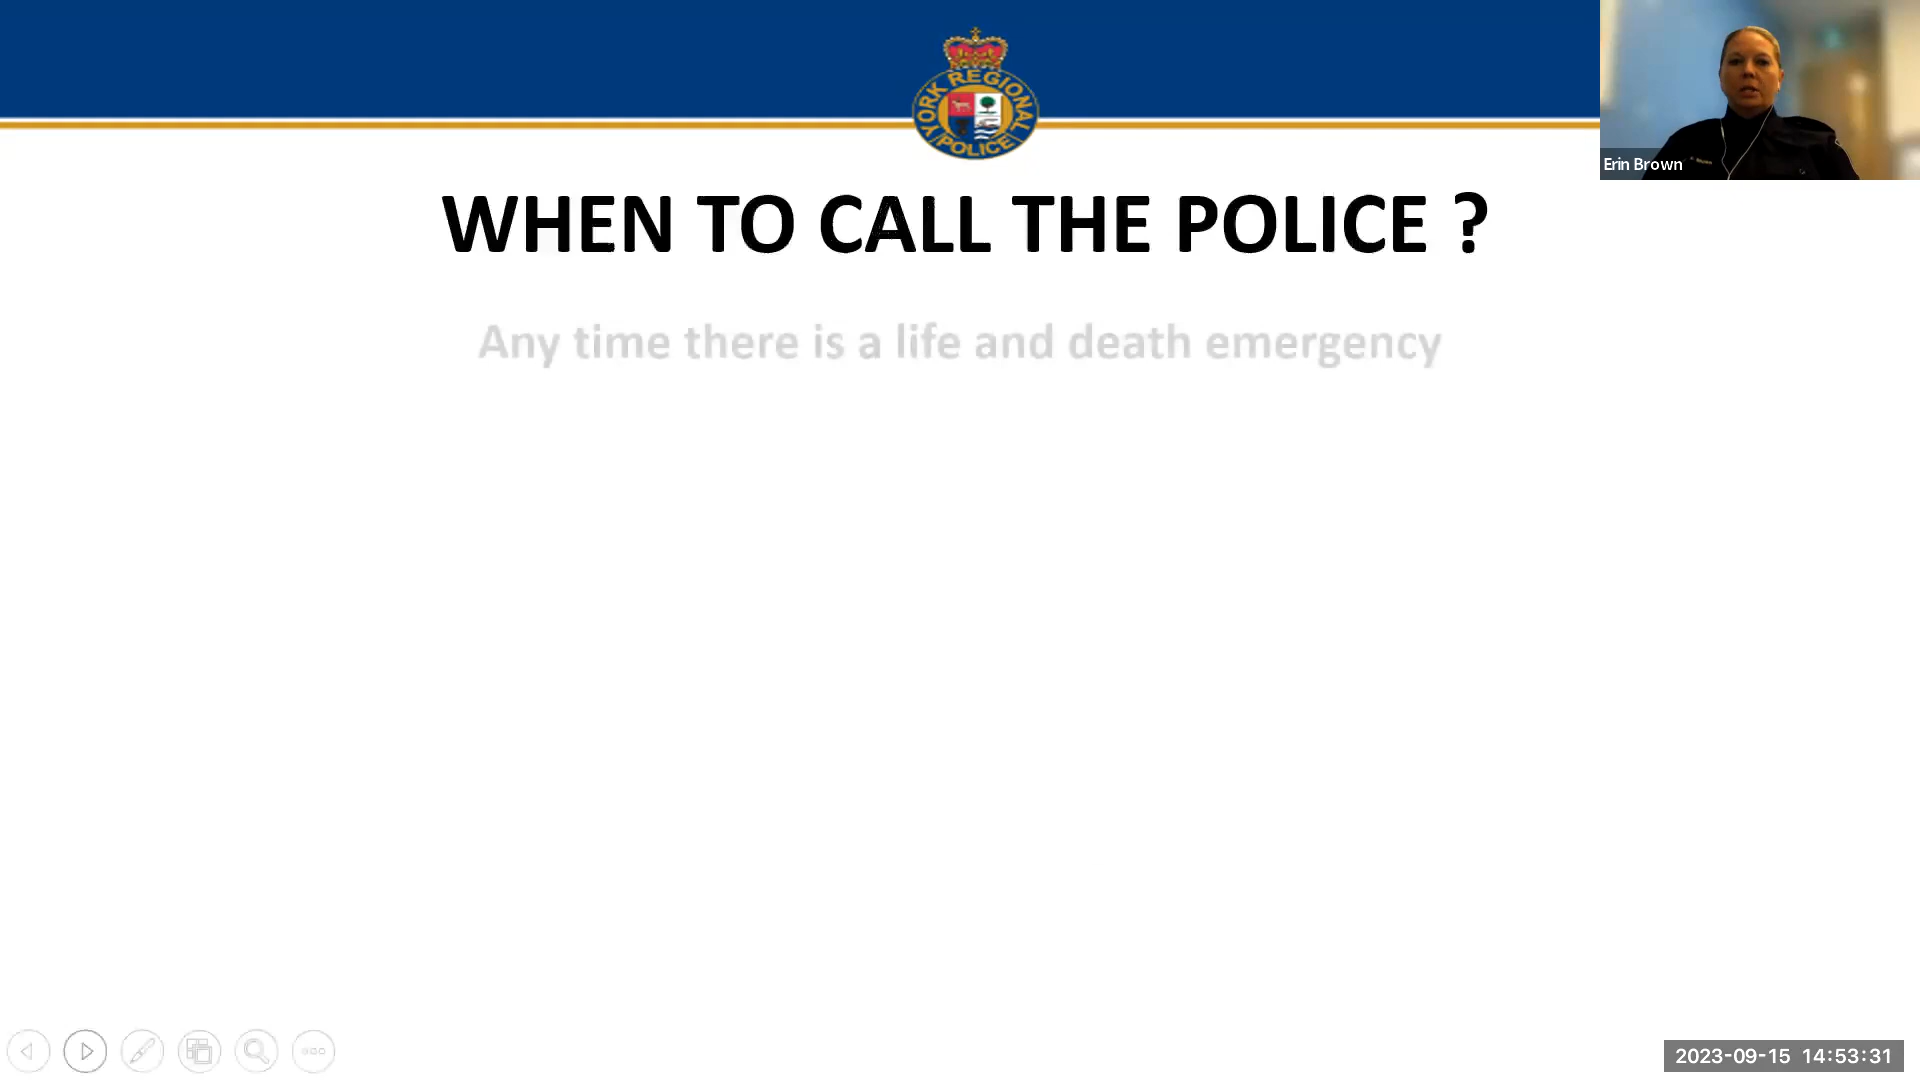 YORK REGIONAL
POLICE
Erin Brown
WHEN TO CALL THE POLICE ?
Any time there is a life and death emergency
2023-09-15 14:53:31